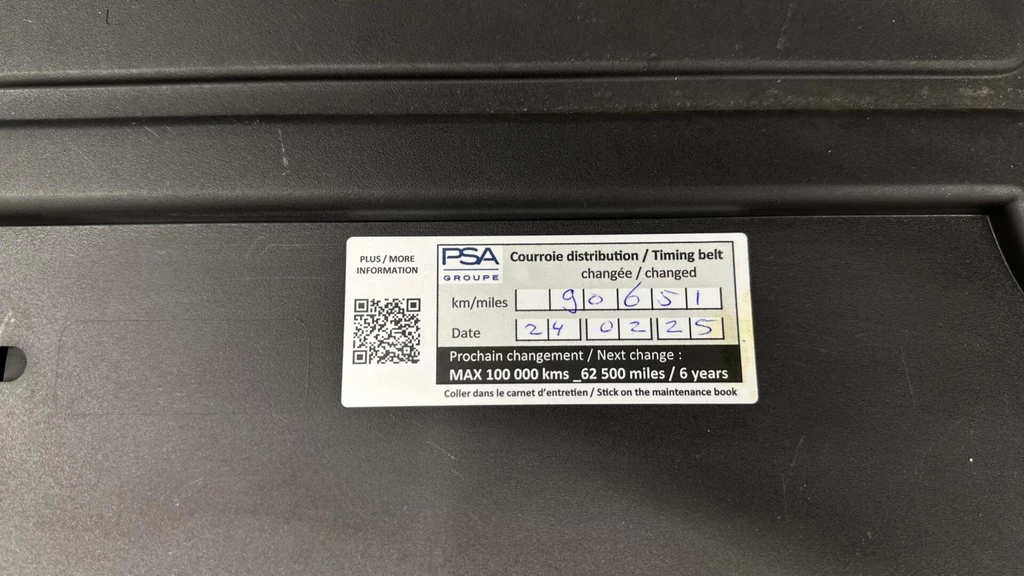 PLUS / MORE
INFORMATION
PSA
GROUPE
Courroie distribution / Timing belt
changée / changed
km/miles 90651
Date 24 02 25
Prochain changement / Next change :
MAX 100 000 kms _62 500 miles / 6 years
Coller dans le carnet d'entretien / Stick on the maintenance book